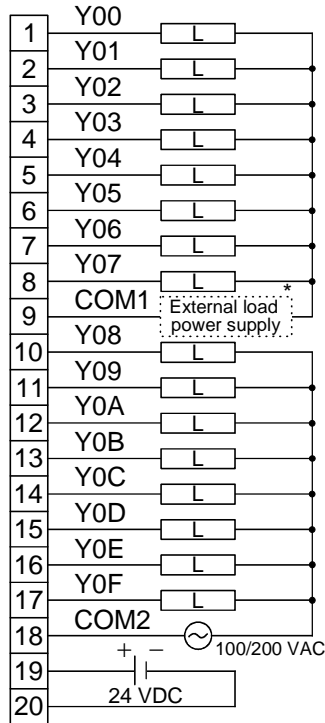 1 Y00 L
2 Y01 L
3 Y02 L
4 Y03 L
5 Y04 L
6 Y05 L
7 Y06 L
8 Y07 L
9 COM1 External load power supply *
10 Y08 L
11 Y09 L
12 Y0A L
13 Y0B L
14 Y0C L
15 Y0D L
16 Y0E L
17 Y0F L
18 COM2 100/200 VAC
19 + −
20 24 VDC